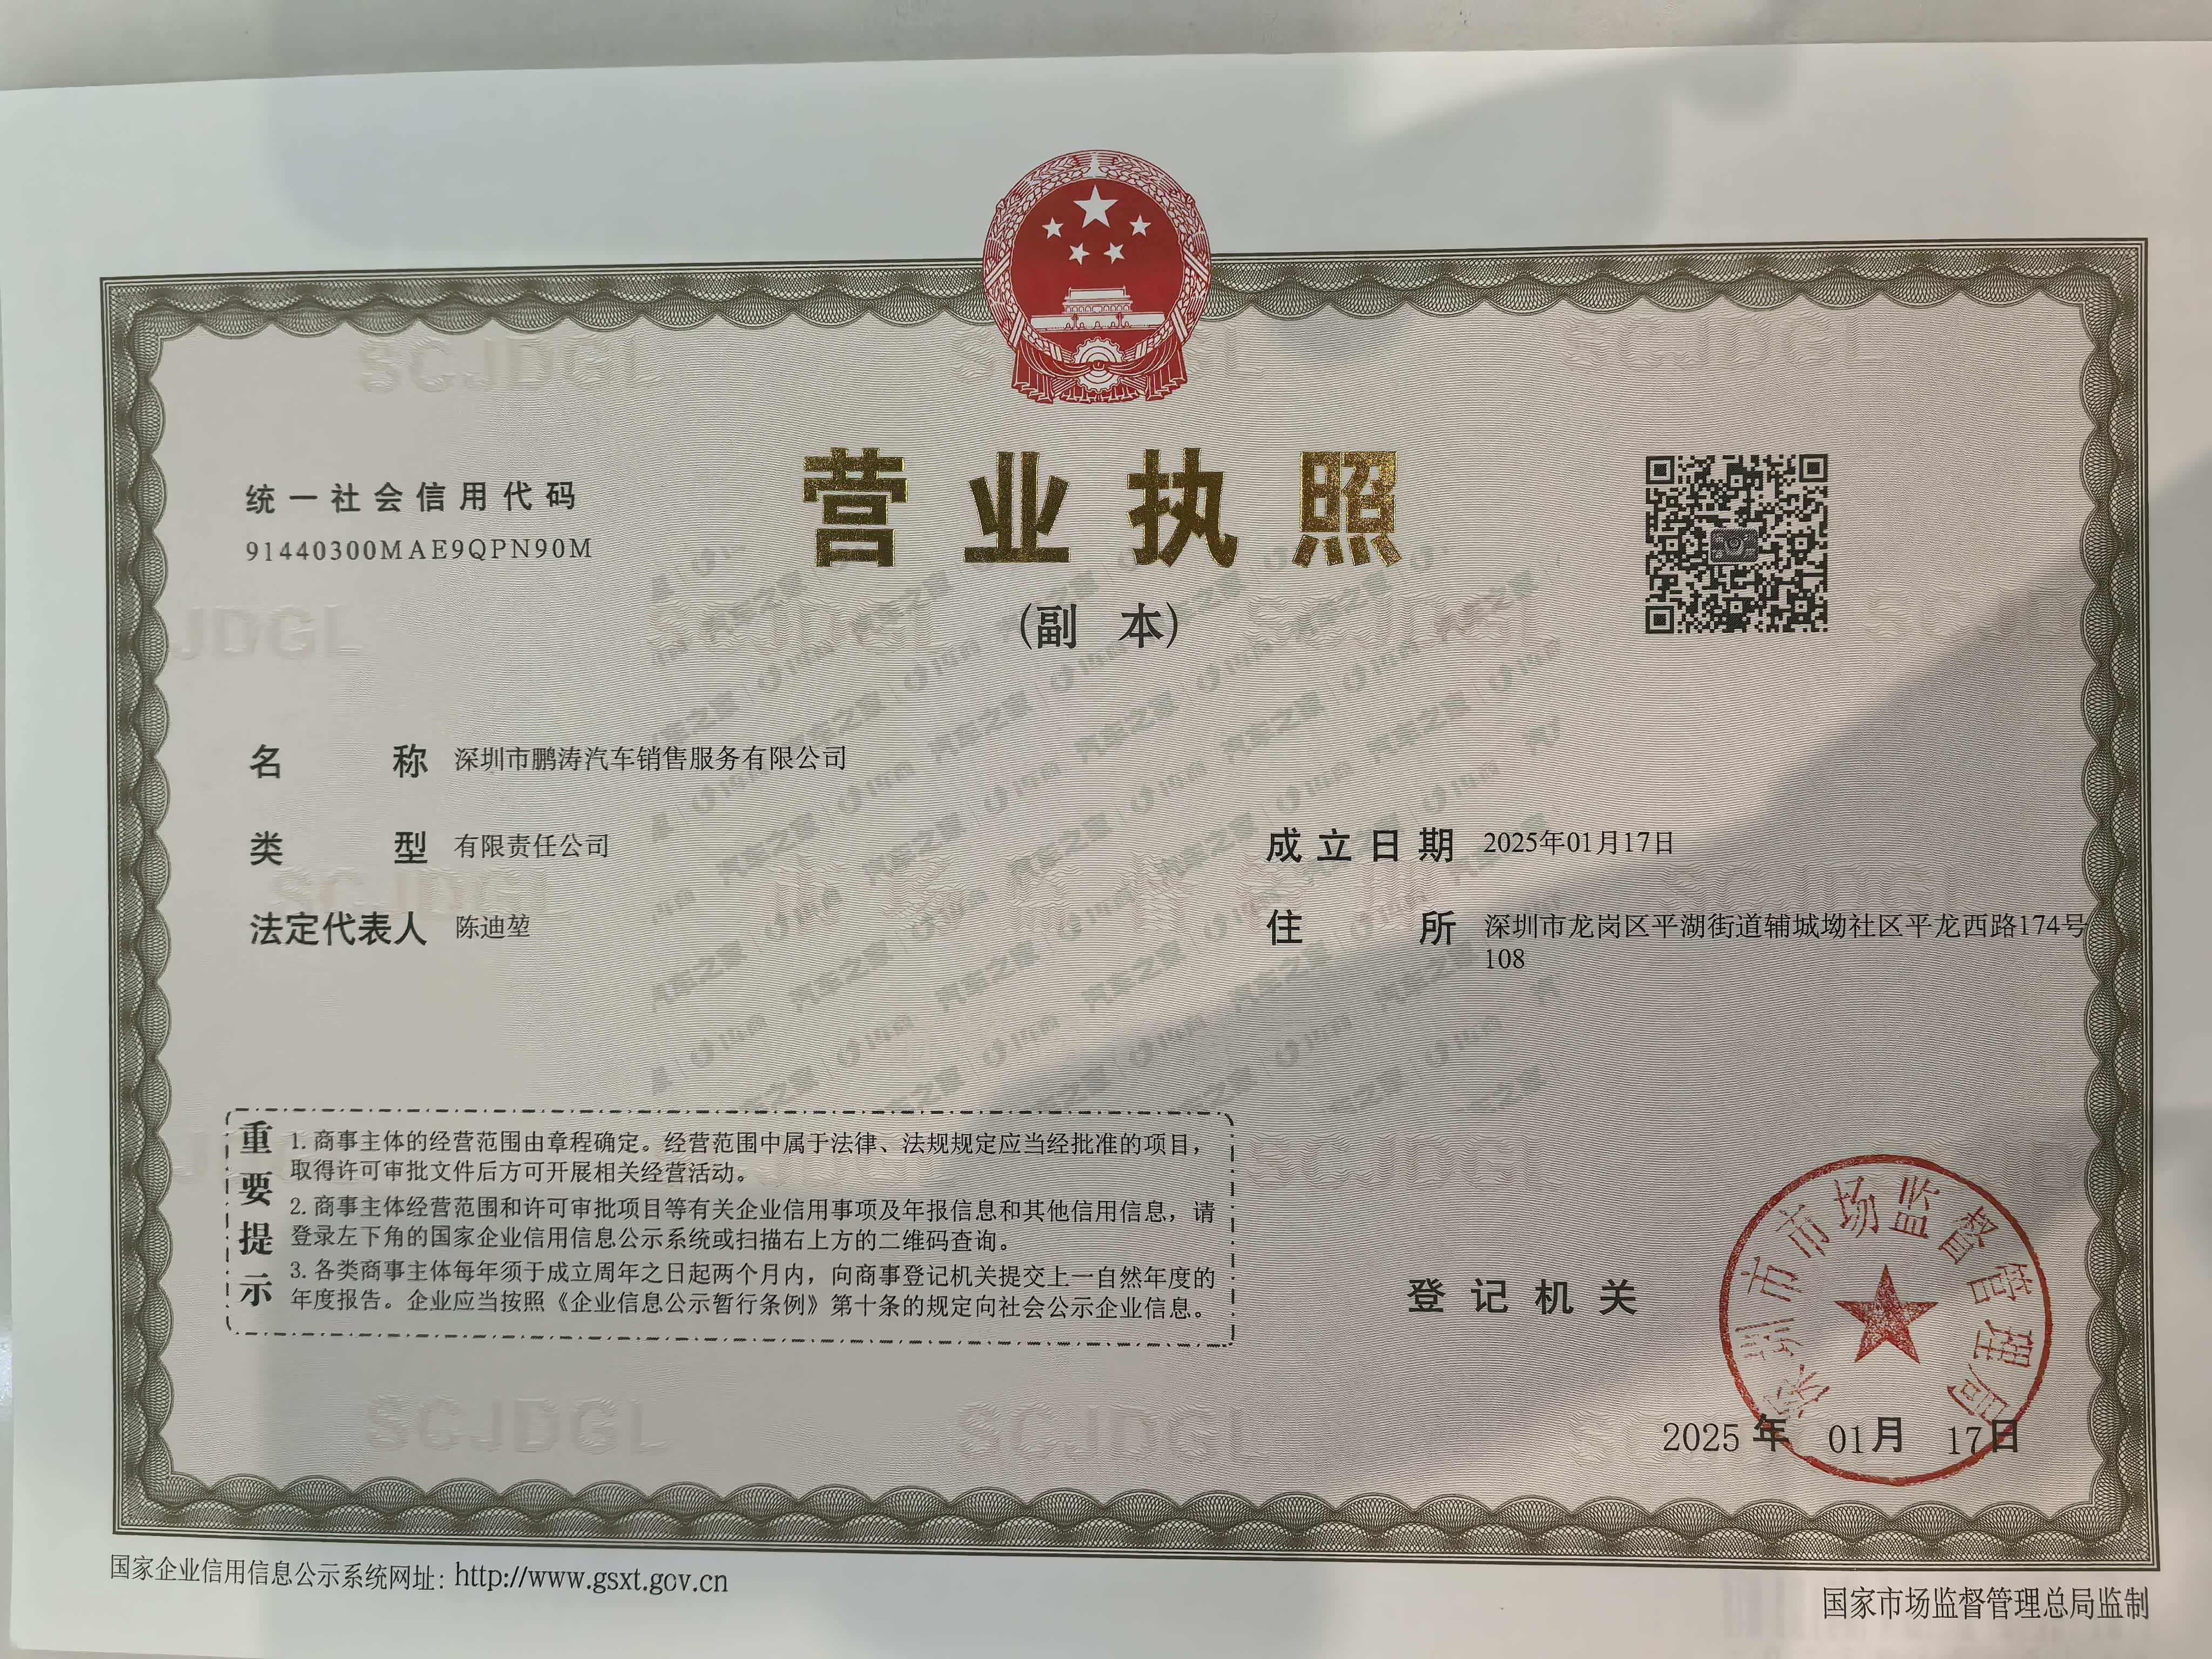 营业执照
(副 本)
统一社会信用代码
91440300MAE9QPN90M
名 称 深圳市鹏涛汽车销售服务有限公司
类 型 有限责任公司
法定代表人 陈迪堃
成立日期 2025年01月17日
住 所 深圳市龙岗区平湖街道辅城坳社区平龙西路174号
108
重要提示
1. 商事主体的经营范围由章程确定。经营范围中属于法律、法规规定应当经批准的项目，
取得许可审批文件后方可开展相关经营活动。
2. 商事主体经营范围和许可审批项目等有关企业信用事项及年报信息和其他信用信息，请
登录左下角的国家企业信用信息公示系统或扫描右上方的二维码查询。
3. 各类商事主体每年须于成立周年之日起两个月内，向商事登记机关提交上一自然年度的
年度报告。企业应当按照《企业信息公示暂行条例》第十条的规定向社会公示企业信息。
登记机关
深圳市市场监督管理局
2025 年 01月 17日
国家企业信用信息公示系统网址: http://www.gsxt.gov.cn
国家市场监督管理总局监制
SCJDGL
汽车之家